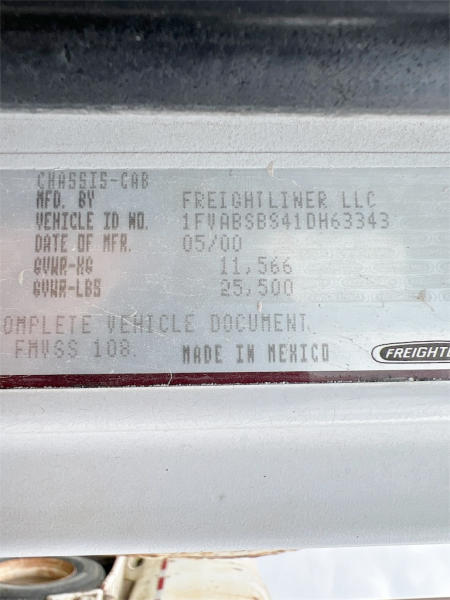 CHASSIS-CAB
MFD. BY FREIGHTLINER LLC
VEHICLE ID NO. 1FVABSBS41DH63343
DATE OF MFR. 05/00
GVWR-KG 11,566
GVWR-LBS 25,500
OMPLETE VEHICLE DOCUMENT.
FMVSS 108. MADE IN MEXICO FREIGHTL